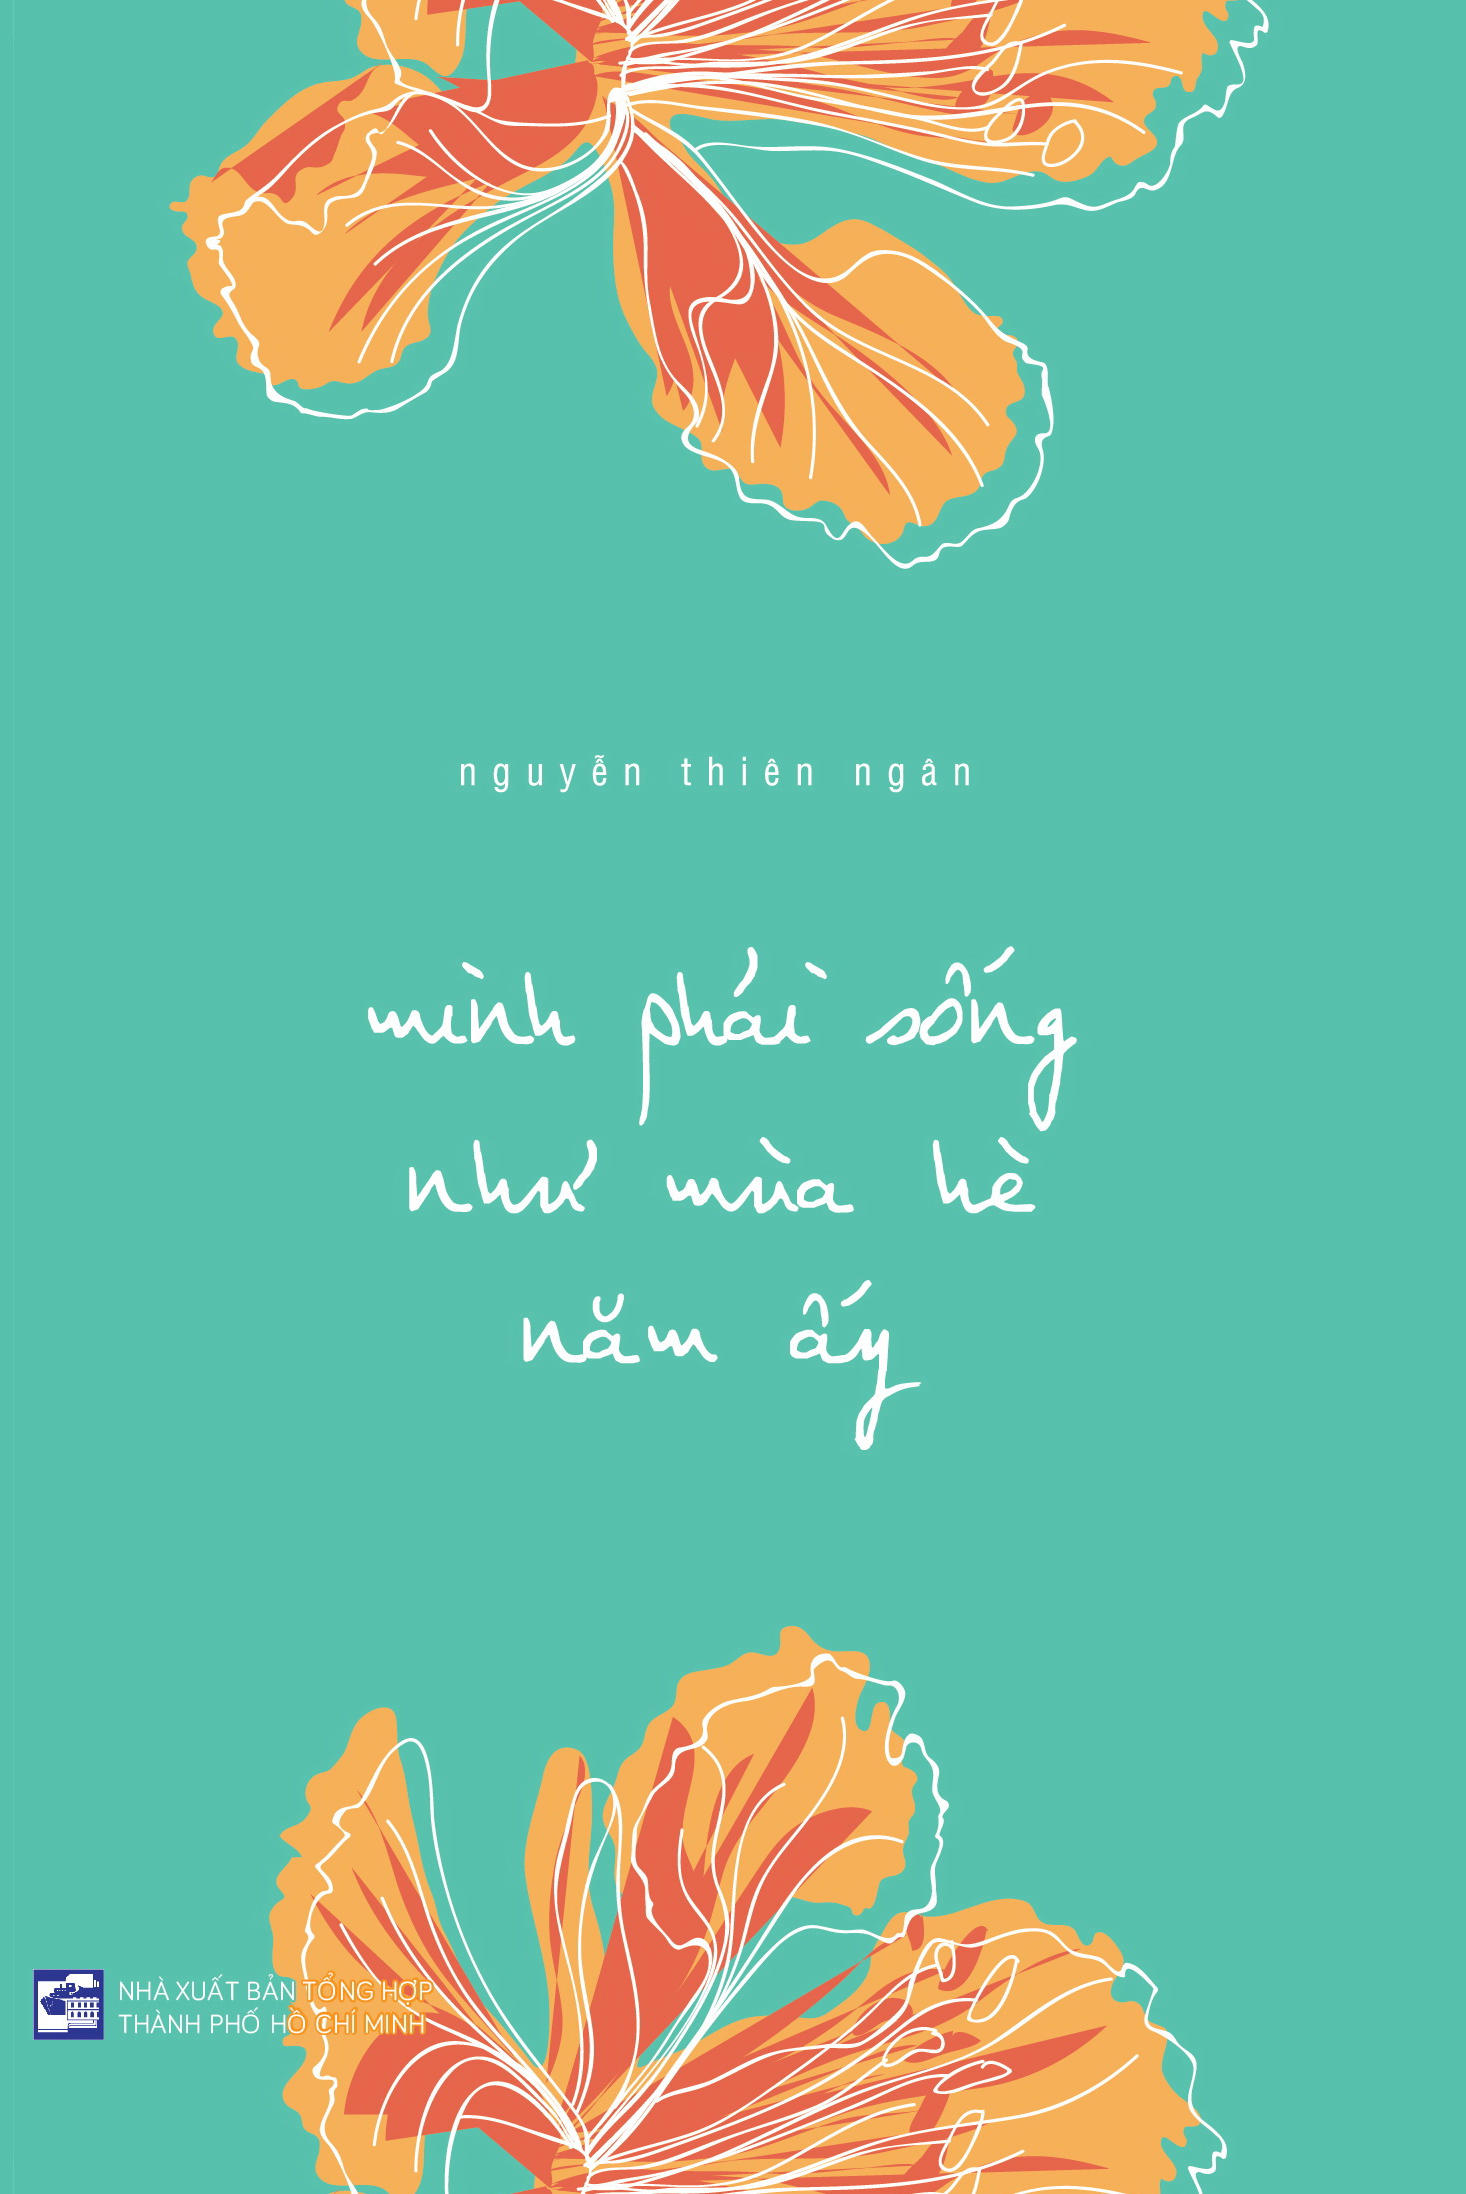 nguyễn thiên ngân
mình phải sống
như mùa hè
năm ấy
NHÀ XUẤT BẢN TỔNG HỢP
THÀNH PHỐ HỒ CHÍ MINH